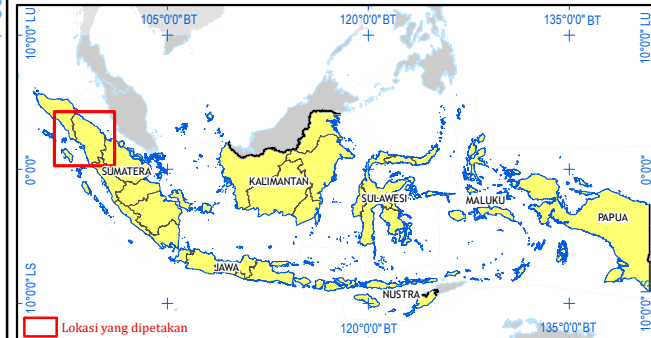 105°0'0"BT 120°0'0"BT 135°0'0"BT
10°0'0" LU 10°0'0" LU
0°0'0" 0°0'0"
SUMATERA
KALIMANTAN
SULAWESI
MALUKU
PAPUA
JAWA
NUSTRA
10°0'0"LS 10°0'0"
Lokasi yang dipetakan
120°0'0"BT 135°0'0"BT